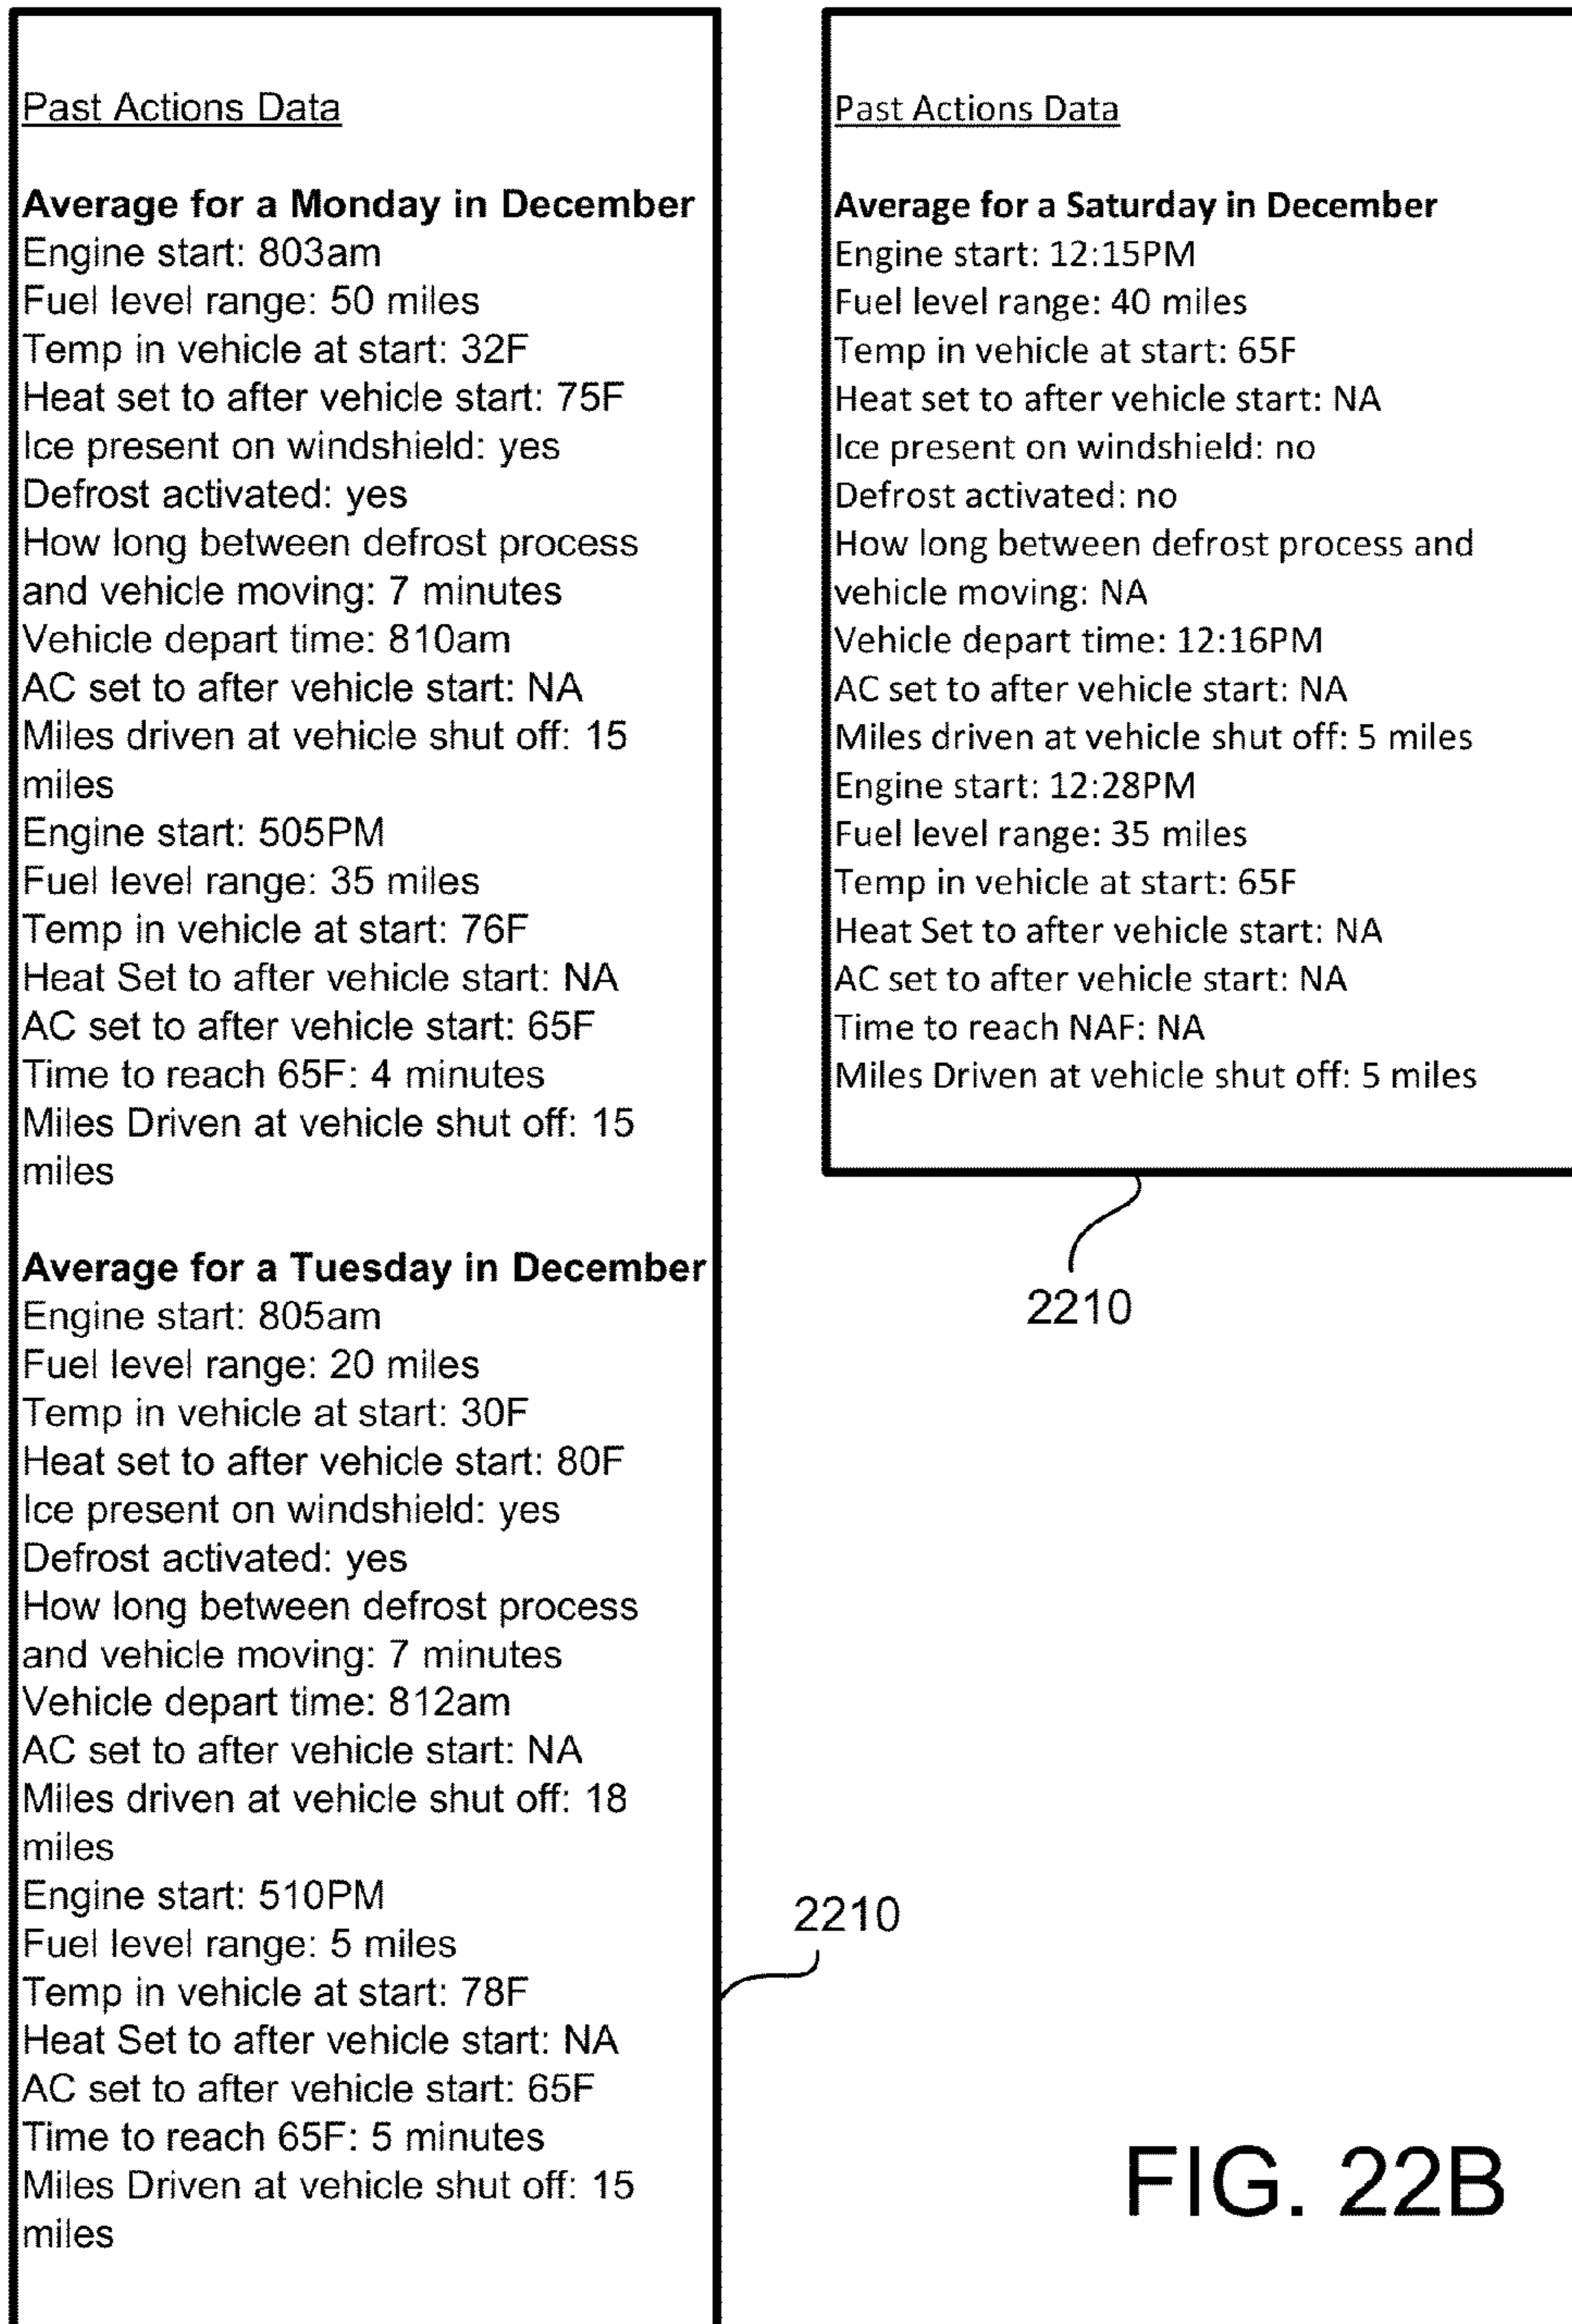 Past Actions Data
Average for a Monday in December
Engine start: 803am
Fuel level range: 50 miles
Temp in vehicle at start: 32F
Heat set to after vehicle start: 75F
Ice present on windshield: yes
Defrost activated: yes
How long between defrost process
and vehicle moving: 7 minutes
Vehicle depart time: 810am
AC set to after vehicle start: NA
Miles driven at vehicle shut off: 15
miles
Engine start: 505PM
Fuel level range: 35 miles
Temp in vehicle at start: 76F
Heat Set to after vehicle start: NA
AC set to after vehicle start: 65F
Time to reach 65F: 4 minutes
Miles Driven at vehicle shut off: 15
miles
Average for a Tuesday in December
Engine start: 805am
Fuel level range: 20 miles
Temp in vehicle at start: 30F
Heat set to after vehicle start: 80F
Ice present on windshield: yes
Defrost activated: yes
How long between defrost process
and vehicle moving: 7 minutes
Vehicle depart time: 812am
AC set to after vehicle start: NA
Miles driven at vehicle shut off: 18
miles
Engine start: 510PM
Fuel level range: 5 miles
Temp in vehicle at start: 78F
Heat Set to after vehicle start: NA
AC set to after vehicle start: 65F
Time to reach 65F: 5 minutes
Miles Driven at vehicle shut off: 15
miles
2210
Past Actions Data
Average for a Saturday in December
Engine start: 12:15PM
Fuel level range: 40 miles
Temp in vehicle at start: 65F
Heat set to after vehicle start: NA
Ice present on windshield: no
Defrost activated: no
How long between defrost process and
vehicle moving: NA
Vehicle depart time: 12:16PM
AC set to after vehicle start: NA
Miles driven at vehicle shut off: 5 miles
Engine start: 12:28PM
Fuel level range: 35 miles
Temp in vehicle at start: 65F
Heat Set to after vehicle start: NA
AC set to after vehicle start: NA
Time to reach NAF: NA
Miles Driven at vehicle shut off: 5 miles
2210
FIG. 22B